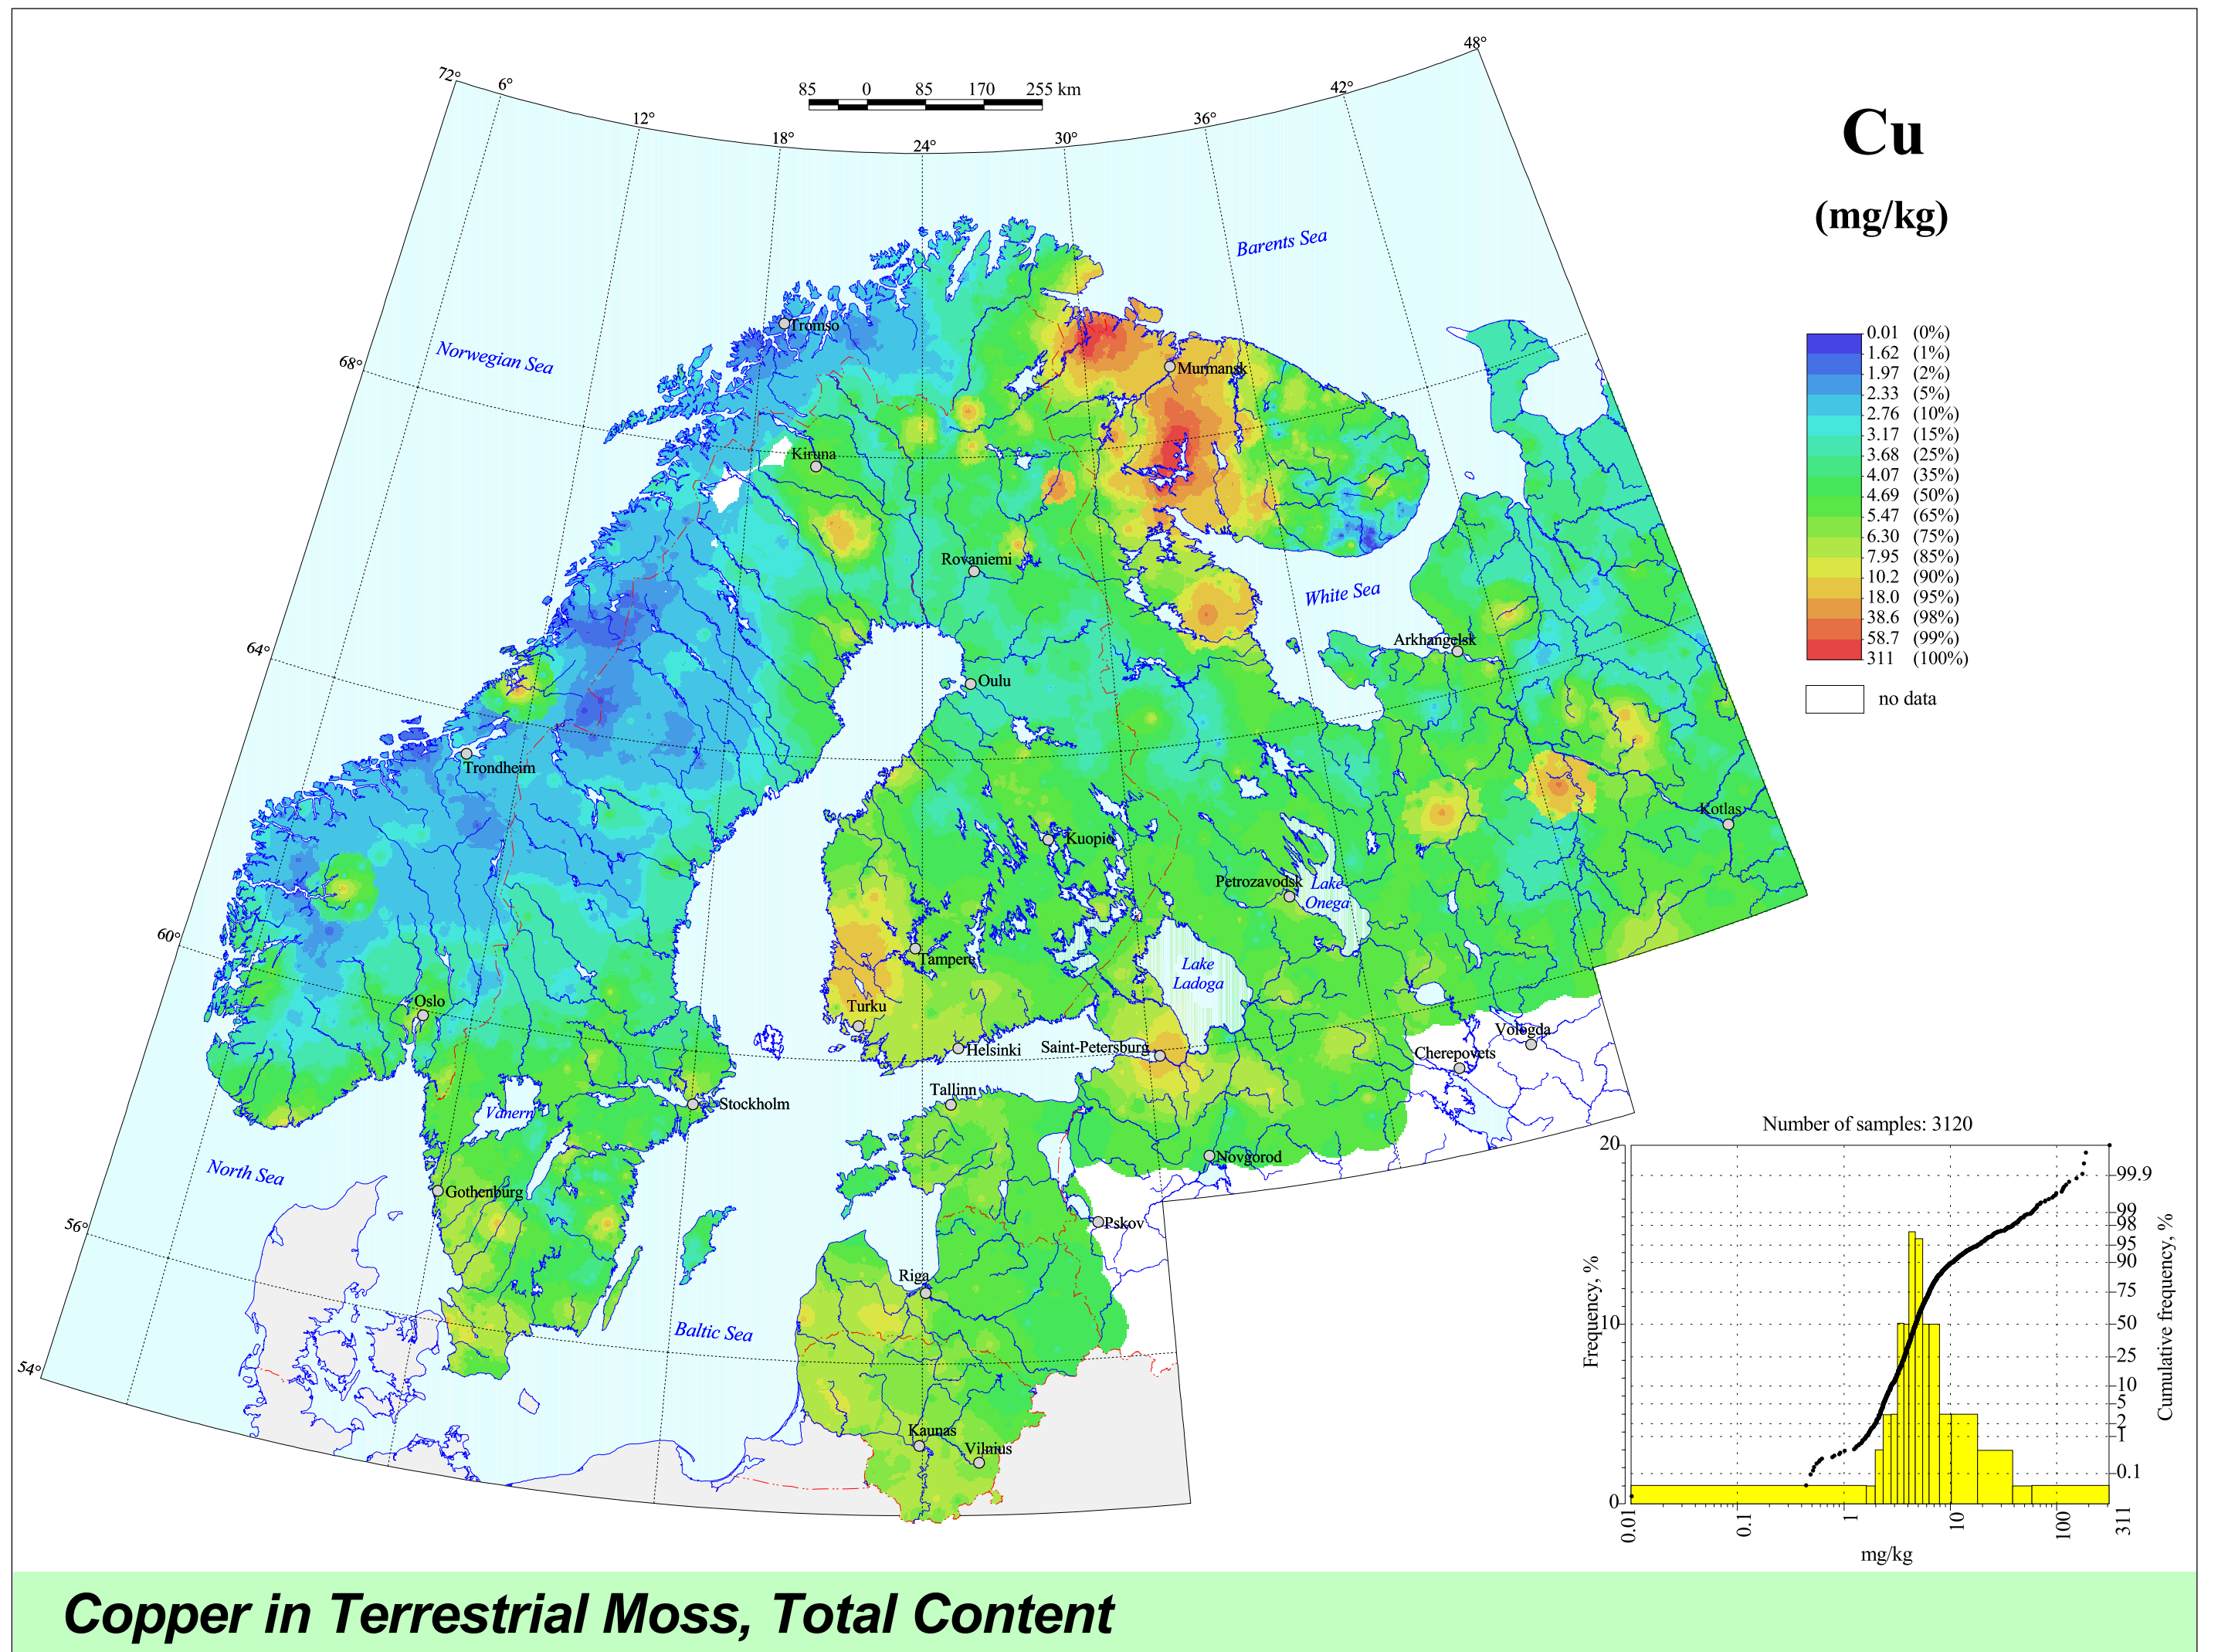 48°
72°
6°
42°
85 0 85 170 255 km
12°
36°
18°
30°
24°
Cu
(mg/kg)
Barents Sea
Norwegian Sea
Tromso
68°
Murmansk
Kiruna
0.01 (0%)
1.62 (1%)
1.97 (2%)
2.33 (5%)
2.76 (10%)
3.17 (15%)
3.68 (25%)
4.07 (35%)
4.69 (50%)
5.47 (65%)
6.30 (75%)
7.95 (85%)
10.2 (90%)
18.0 (95%)
38.6 (98%)
58.7 (99%)
311 (100%)
no data
Rovaniemi
White Sea
Arkhangelsk
64°
Oulu
Trondheim
Kotlas
Kuopio
Petrozavodsk
Lake
Onega
60°
Tampere
Lake
Ladoga
Oslo
Turku
Vologda
Helsinki
Saint-Petersburg
Cherepovets
Tallinn
Stockholm
Vanern
Novgorod
North Sea
Gothenburg
56°
Pskov
Riga
Baltic Sea
54°
Kaunas
Vilnius
Number of samples: 3120
20
10
0
Frequency, %
99.9
99
98
95
90
75
50
25
10
5
2
1
0.1
Cumulative frequency, %
0.01 0.1 1 10 100 311
mg/kg
Copper in Terrestrial Moss, Total Content